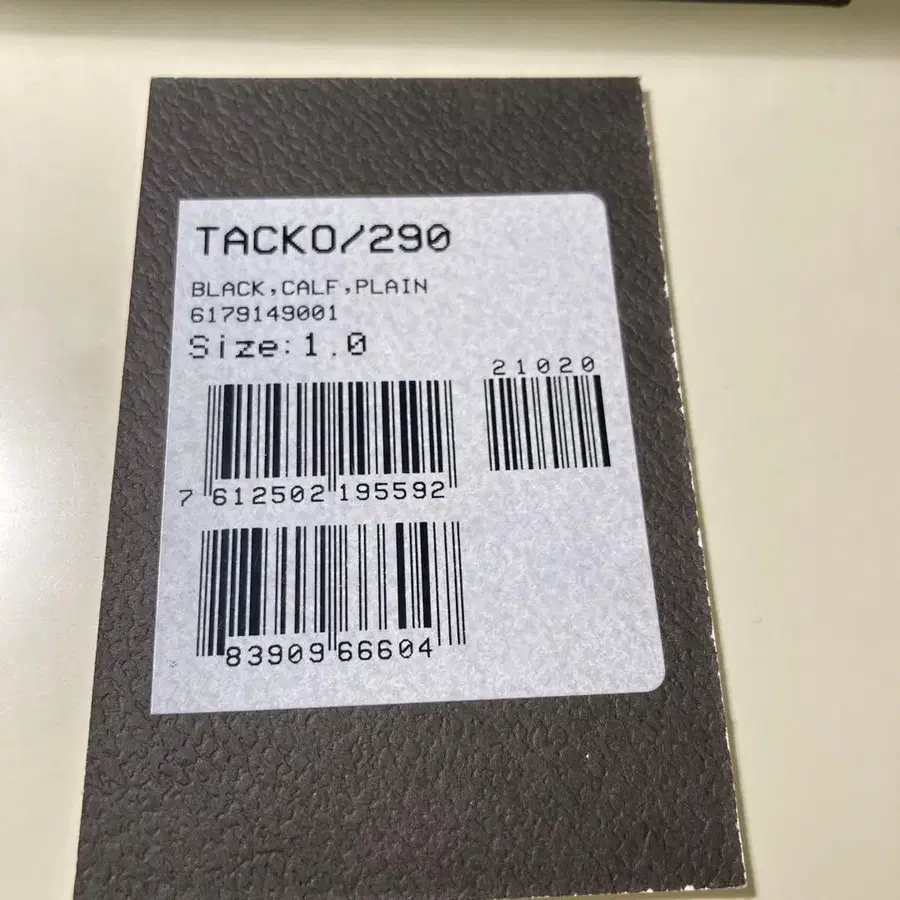 TACKO/290
BLACK,CALF,PLAIN
6179149001
Size:1.0
21020
7 612502 195592
83909 66604